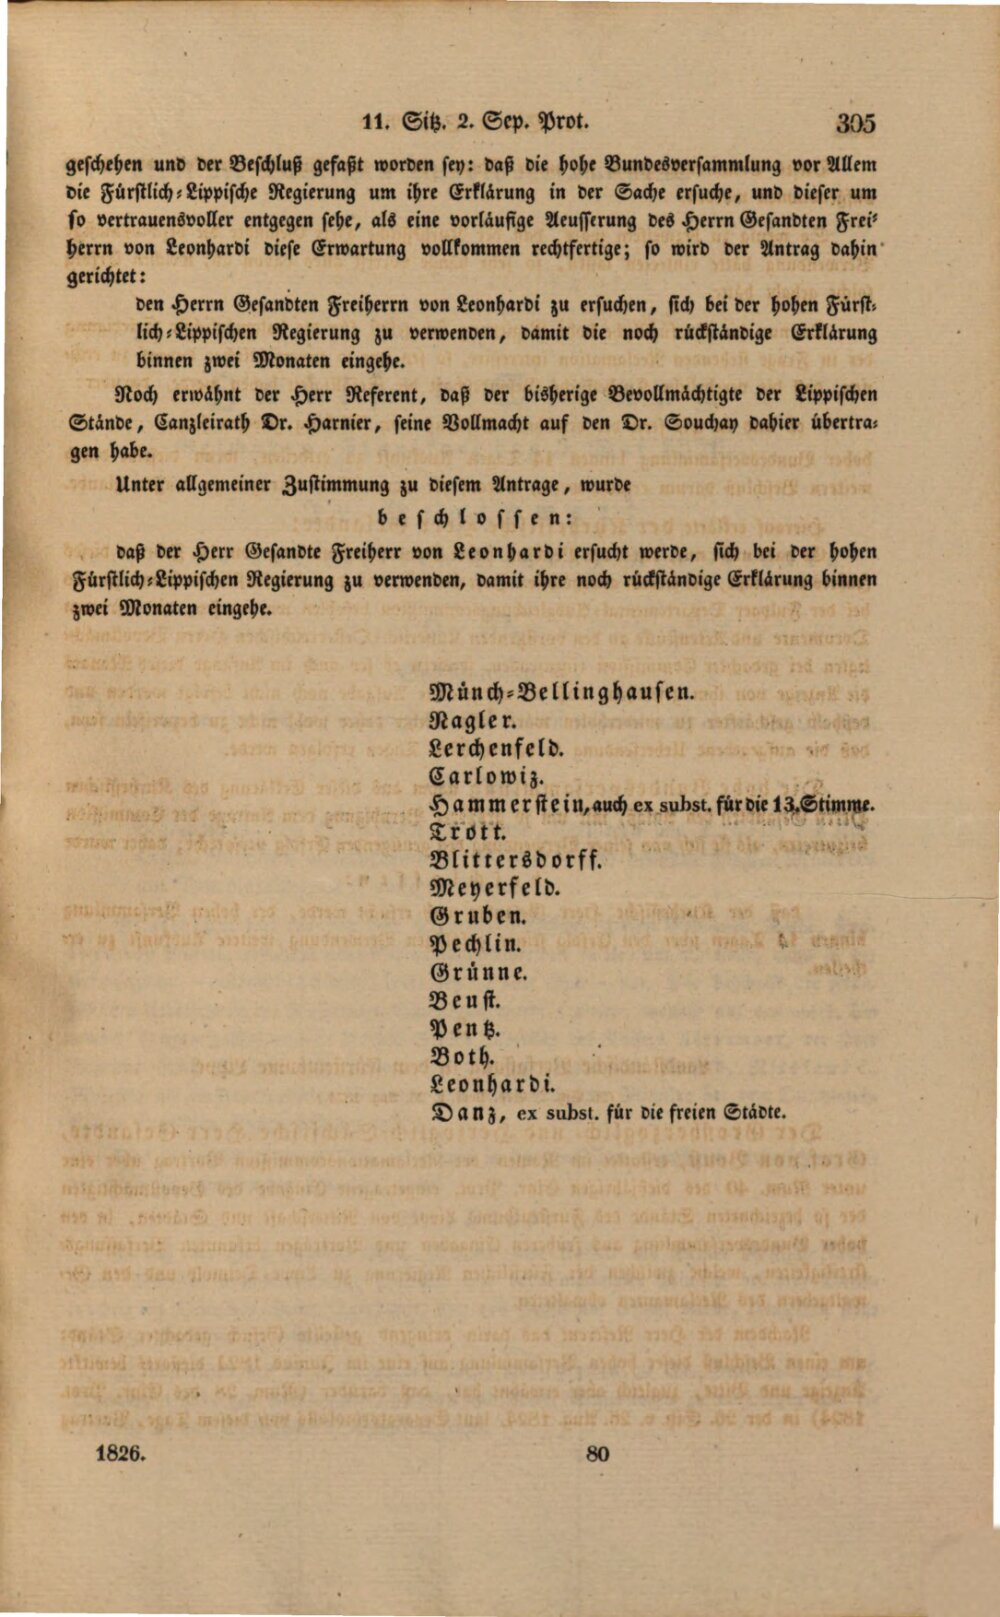 11. Sitz. 2. Sep. Prot. 305
geschehen und der Beschluß gefaßt worden sey: daß die hohe Bundesversammlung vor Allem
die Fürstlich-Lippische Regierung um ihre Erklärung in der Sache ersuche, und dieser um
so vertrauensvoller entgegen sehe, als eine vorläufige Aeusserung des Herrn Gesandten Frei-
herrn von Leonhardi diese Erwartung vollkommen rechtfertige; so wird der Antrag dahin
gerichtet:
den Herrn Gesandten Freiherrn von Leonhardi zu ersuchen, sich bei der hohen Fürst-
lich-Lippischen Regierung zu verwenden, damit die noch rückständige Erklärung
binnen zwei Monaten eingehe.
Noch erwähnt der Herr Referent, daß der bisherige Bevollmächtigte der Lippischen
Stände, Canzleirath Dr. Harnier, seine Vollmacht auf den Dr. Souchay dahier übertra-
gen habe.
Unter allgemeiner Zustimmung zu diesem Antrage, wurde
beschlossen:
daß der Herr Gesandte Freiherr von Leonhardi ersucht werde, sich bei der hohen
Fürstlich-Lippischen Regierung zu verwenden, damit ihre noch rückständige Erklärung binnen
zwei Monaten eingehe.
Münch-Bellinghausen.
Nagler.
Lerchenfeld.
Carlowiz.
Hammerstein, auch ex subst. für die 13. Stimme.
Trott.
Blittersdorff.
Meyerfeld.
Gruben.
Pechlin.
Grünne.
Beust.
Pentz.
Both.
Leonhardi.
Danz, ex subst. für die freien Städte.
1826. 80